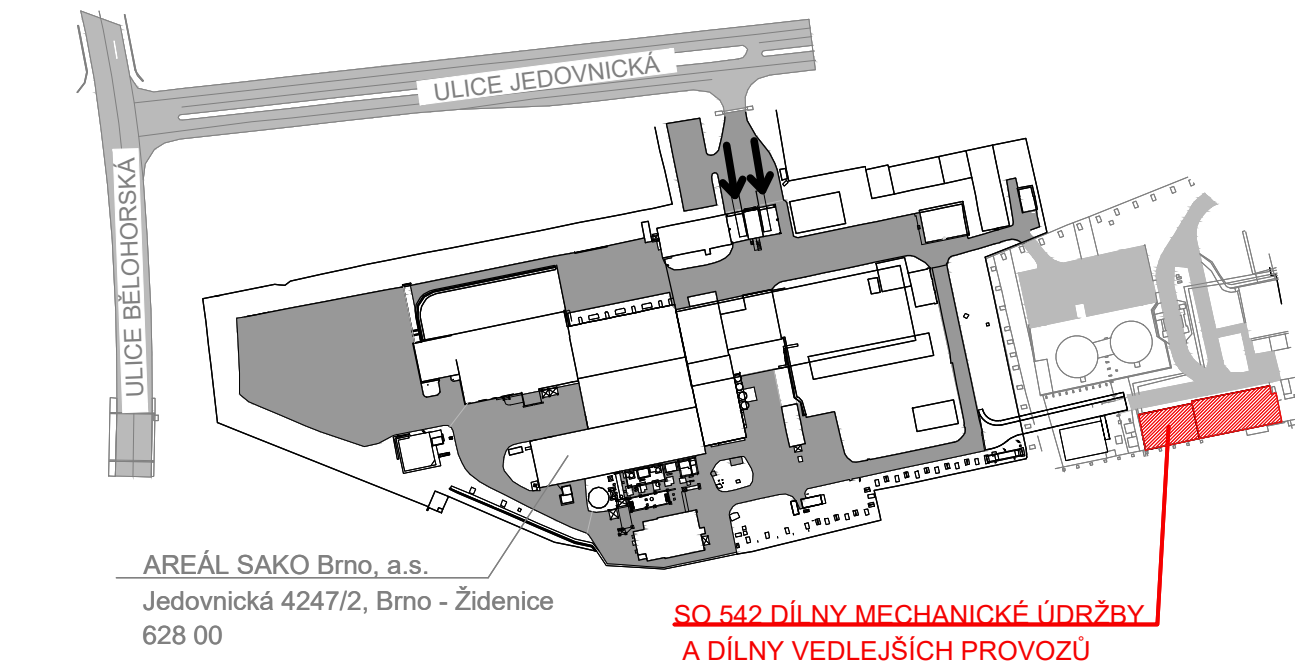 ULICE JEDOVNICKÁ
ULICE BĚLOHORSKÁ
AREÁL SAKO Brno, a.s.
Jedovnická 4247/2, Brno - Židenice
628 00
SO 542 DÍLNY MECHANICKÉ ÚDRŽBY
A DÍLNY VEDLEJŠÍCH PROVOZŮ